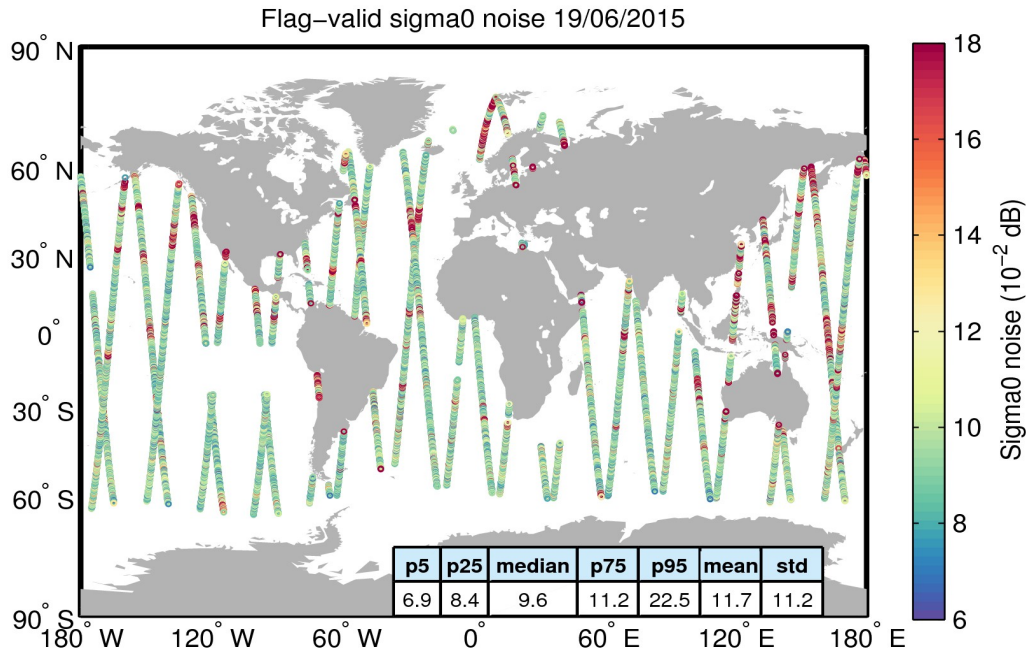 Flag−valid sigma0 noise 19/06/2015
90° N
60° N
30° N
0°
30° S
60° S
90° S
180° W
120° W
60° W
0°
60° E
120° E
180° E
p5 p25 median p75 p95 mean std
6.9 8.4 9.6 11.2 22.5 11.7 11.2
18
16
14
12
10
8
6
Sigma0 noise (10⁻² dB)